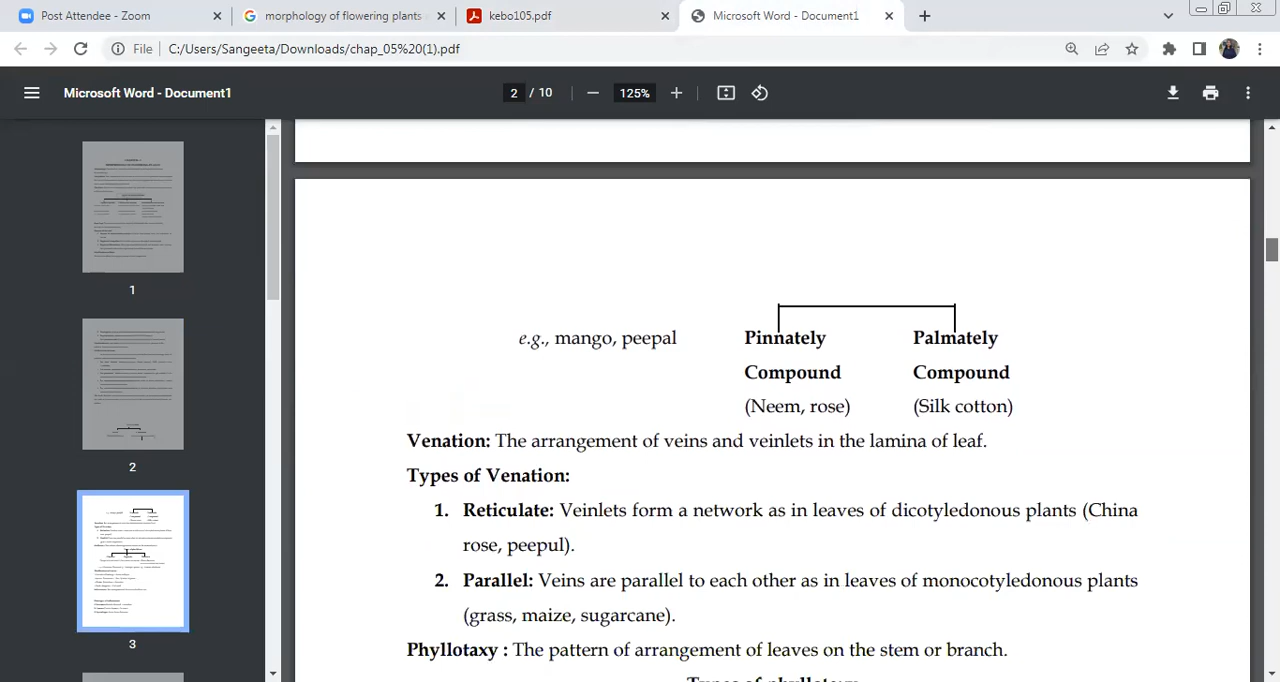 Post Attendee - Zoom
morphology of flowering plants
kebo105.pdf
Microsoft Word - Document1
File
C:/Users/Sangeeta/Downloads/chap_05%20(1).pdf
Microsoft Word - Document1
2 / 10
125%
1
2
3
e.g., mango, peepal
Pinnately Palmately
Compound Compound
(Neem, rose) (Silk cotton)
Venation: The arrangement of veins and veinlets in the lamina of leaf.
Types of Venation:
1. Reticulate: Veinlets form a network as in leaves of dicotyledonous plants (China
rose, peepul).
2. Parallel: Veins are parallel to each other as in leaves of monocotyledonous plants
(grass, maize, sugarcane).
Phyllotaxy : The pattern of arrangement of leaves on the stem or branch.
Types of phyllotaxy